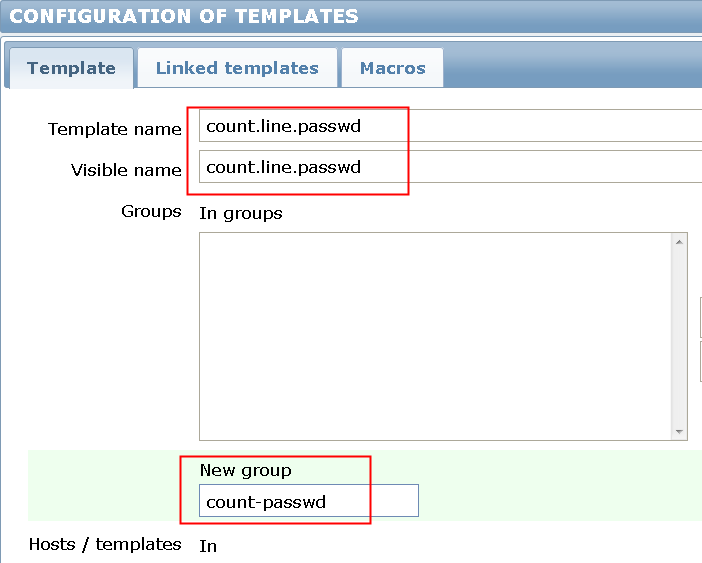 CONFIGURATION OF TEMPLATES
Template Linked templates Macros
Template name count.line.passwd
Visible name count.line.passwd
Groups In groups
New group
count-passwd
Hosts / templates In